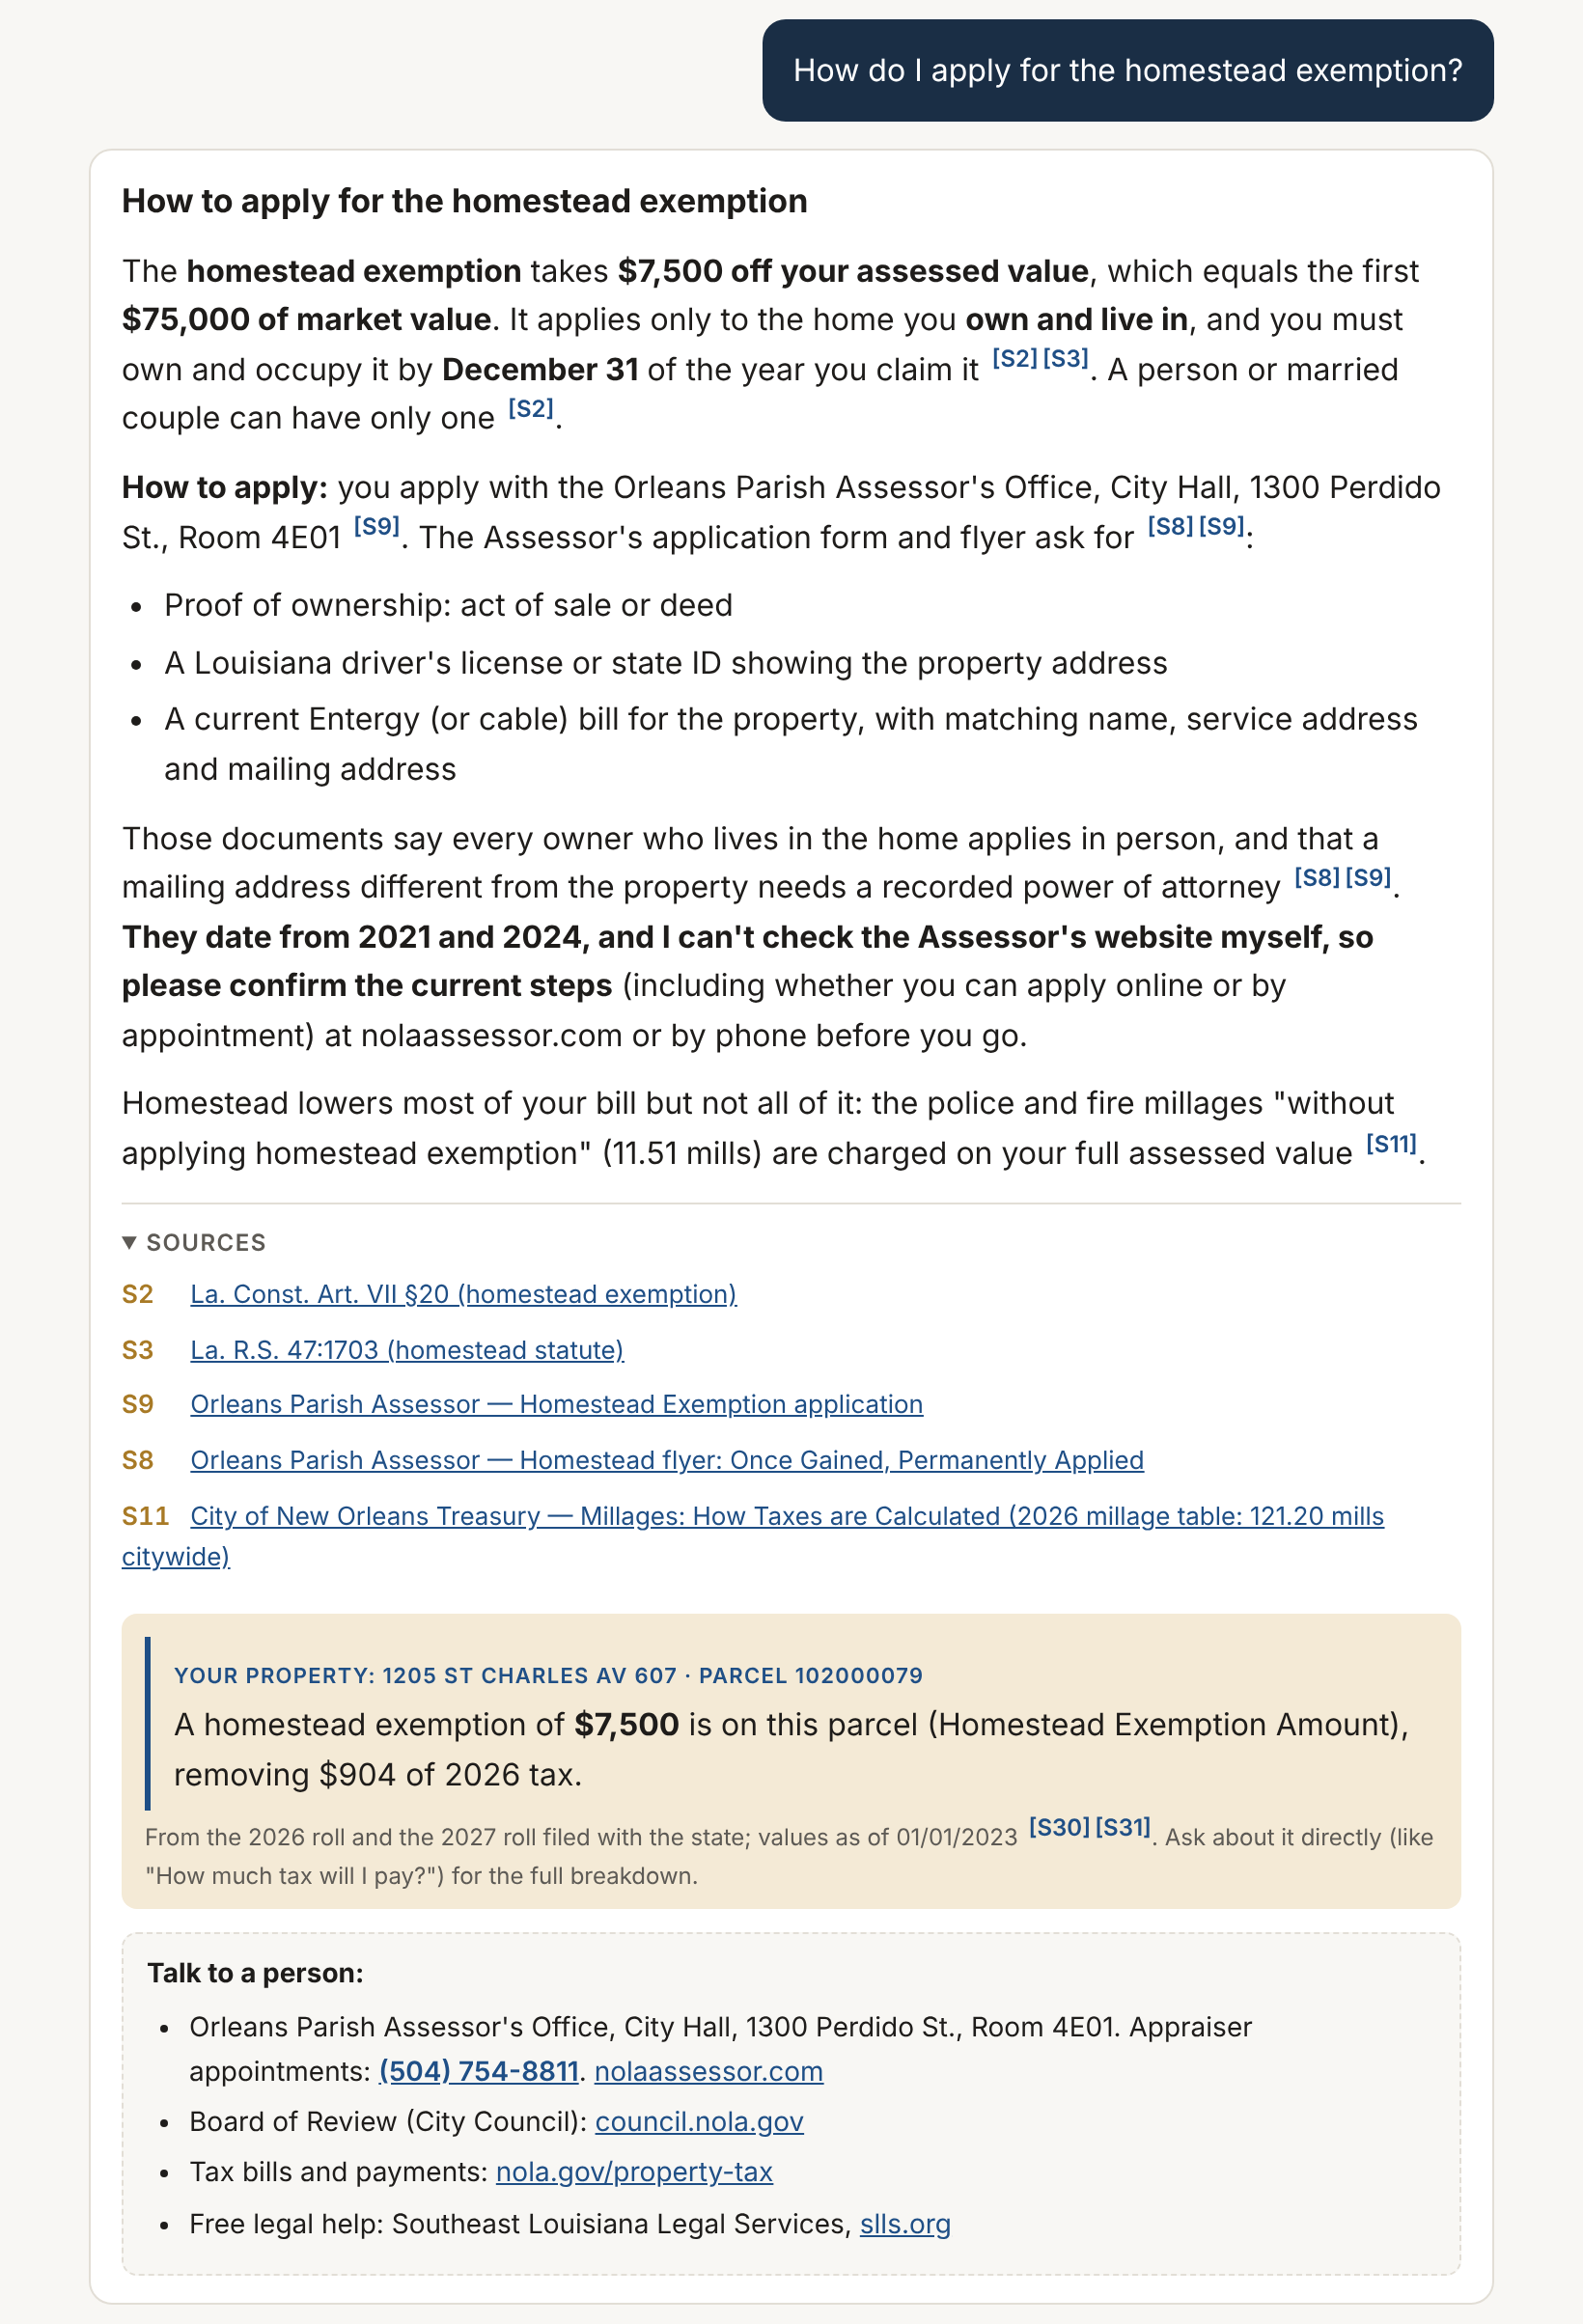 How do I apply for the homestead exemption?
How to apply for the homestead exemption
The homestead exemption takes $7,500 off your assessed value, which equals the first
$75,000 of market value. It applies only to the home you own and live in, and you must
own and occupy it by December 31 of the year you claim it [S2] [S3]. A person or married
couple can have only one [S2].
How to apply: you apply with the Orleans Parish Assessor's Office, City Hall, 1300 Perdido
St., Room 4E01 [S9]. The Assessor's application form and flyer ask for [S8] [S9]:
• Proof of ownership: act of sale or deed
• A Louisiana driver's license or state ID showing the property address
• A current Entergy (or cable) bill for the property, with matching name, service address
and mailing address
Those documents say every owner who lives in the home applies in person, and that a
mailing address different from the property needs a recorded power of attorney [S8] [S9].
They date from 2021 and 2024, and I can't check the Assessor's website myself, so
please confirm the current steps (including whether you can apply online or by
appointment) at nolaassessor.com or by phone before you go.
Homestead lowers most of your bill but not all of it: the police and fire millages "without
applying homestead exemption" (11.51 mills) are charged on your full assessed value [S11].
▼ SOURCES
S2 La. Const. Art. VII §20 (homestead exemption)
S3 La. R.S. 47:1703 (homestead statute)
S9 Orleans Parish Assessor — Homestead Exemption application
S8 Orleans Parish Assessor — Homestead flyer: Once Gained, Permanently Applied
S11 City of New Orleans Treasury — Millages: How Taxes are Calculated (2026 millage table: 121.20 mills
citywide)
YOUR PROPERTY: 1205 ST CHARLES AV 607 · PARCEL 102000079
A homestead exemption of $7,500 is on this parcel (Homestead Exemption Amount),
removing $904 of 2026 tax.
From the 2026 roll and the 2027 roll filed with the state; values as of 01/01/2023 [S30] [S31]. Ask about it directly (like
"How much tax will I pay?") for the full breakdown.
Talk to a person:
• Orleans Parish Assessor's Office, City Hall, 1300 Perdido St., Room 4E01. Appraiser
appointments: (504) 754-8811. nolaassessor.com
• Board of Review (City Council): council.nola.gov
• Tax bills and payments: nola.gov/property-tax
• Free legal help: Southeast Louisiana Legal Services, slls.org